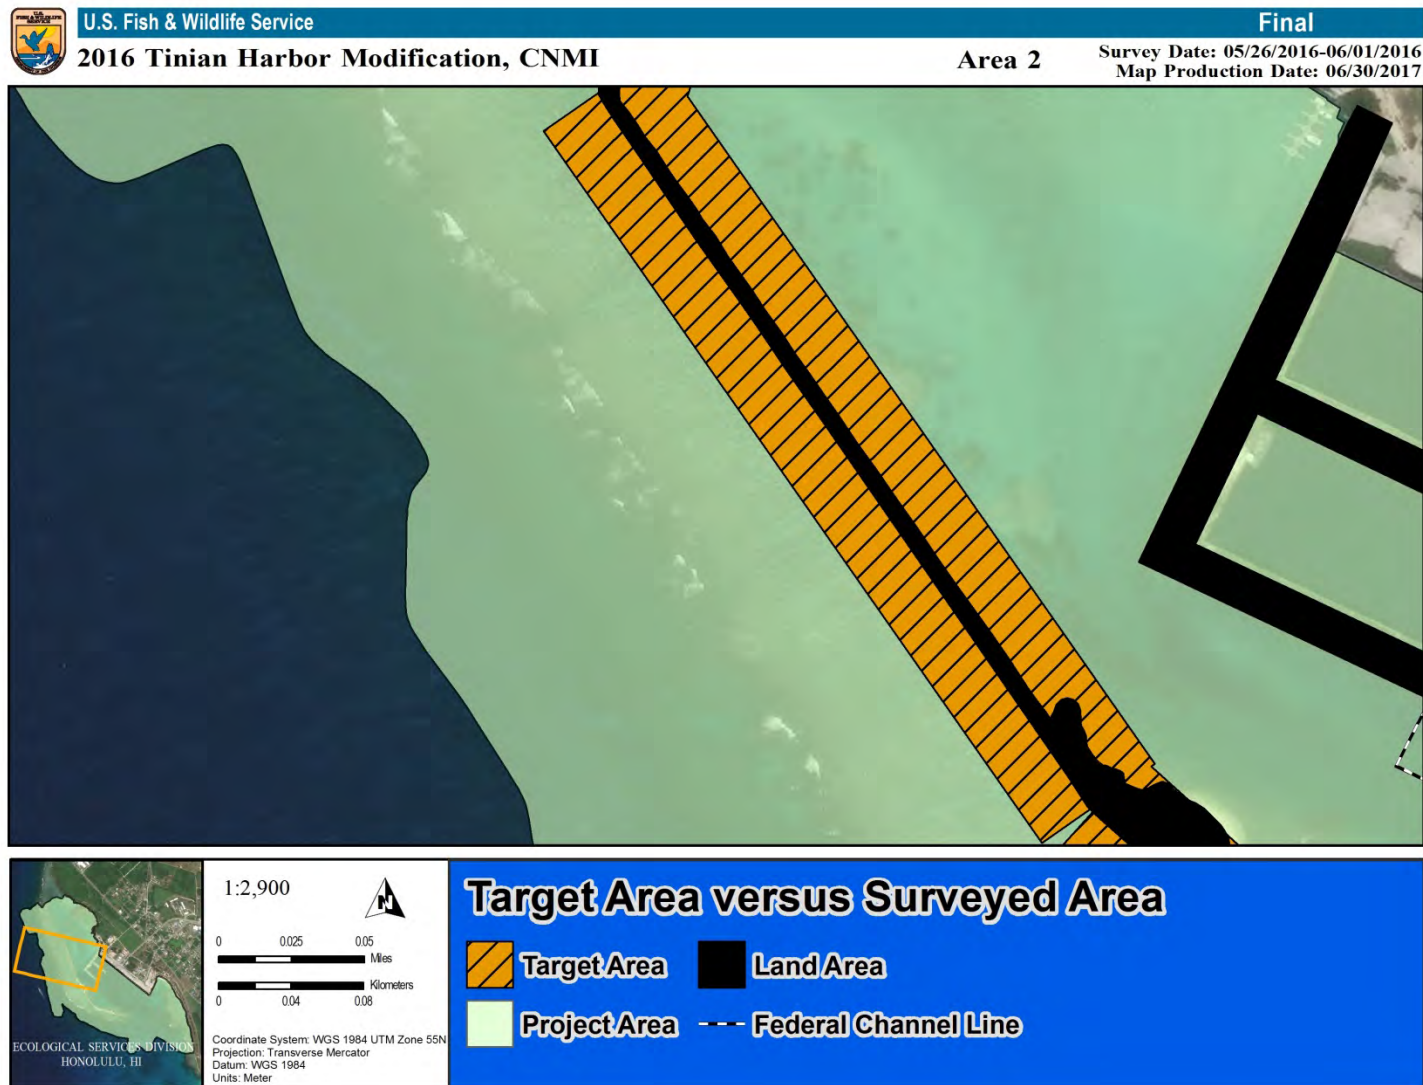 U.S.
FISH & WILDLIFE
SERVICE
U.S. Fish & Wildlife Service
Final
2016 Tinian Harbor Modification, CNMI
Area 2
Survey Date: 05/26/2016-06/01/2016
Map Production Date: 06/30/2017
1:2,900
N
0 0.025 0.05
Miles
Kilometers
0 0.04 0.08
Coordinate System: WGS 1984 UTM Zone 55N
Projection: Transverse Mercator
Datum: WGS 1984
Units: Meter
ECOLOGICAL SERVICES DIVISION
HONOLULU, HI
Target Area versus Surveyed Area
Target Area
Land Area
Project Area
Federal Channel Line